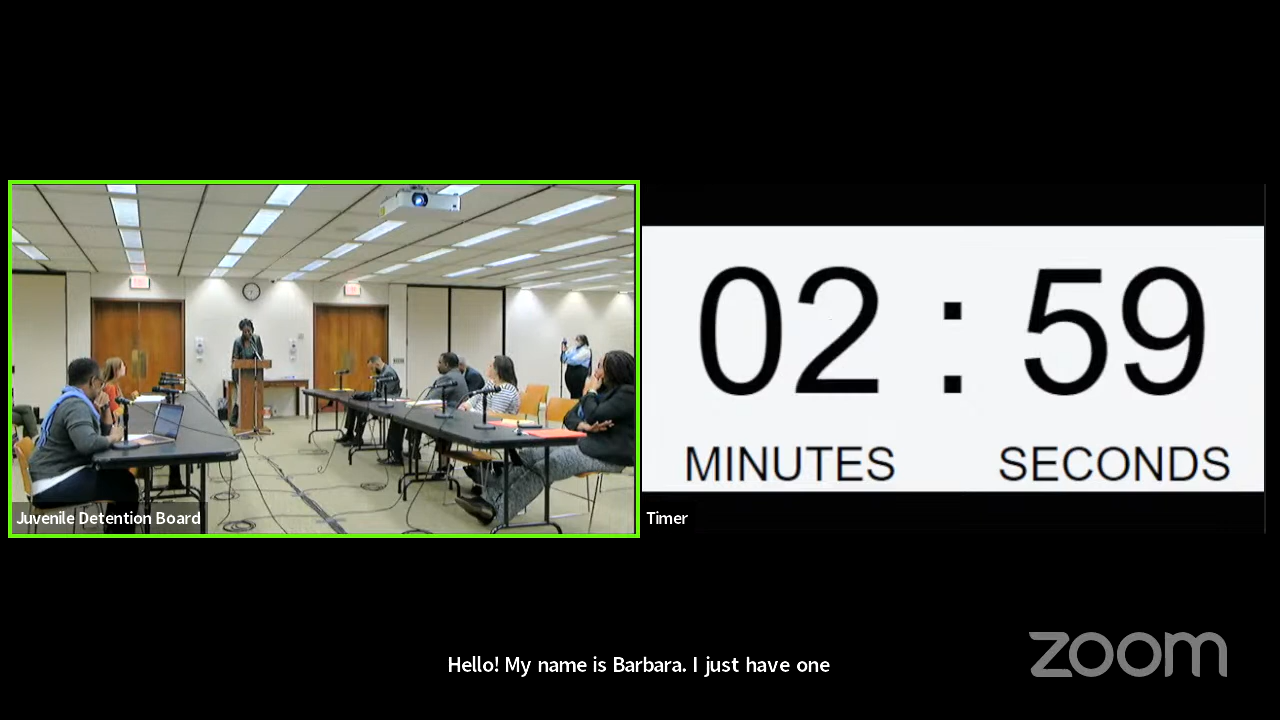 02 : 59
MINUTES SECONDS
Juvenile Detention Board
Timer
Hello! My name is Barbara. I just have one
zoom